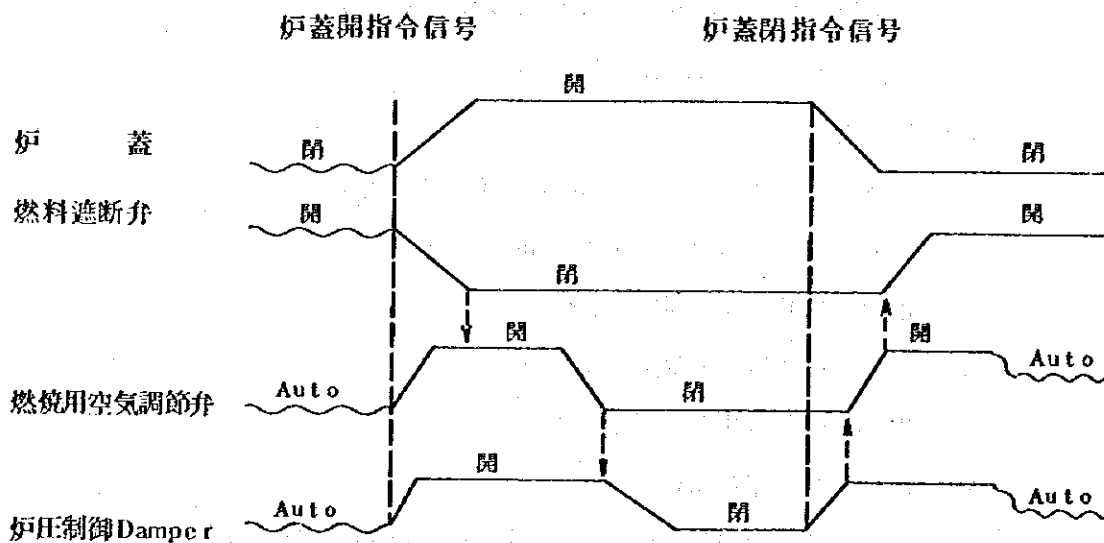 炉蓋開指令信号 炉蓋閉指令信号
開
炉 蓋 閉 閉
燃料遮断弁 開 開
閉
開 開
燃焼用空気調節弁 Auto 閉 Auto
開
炉圧制御Damper Auto 閉 Auto